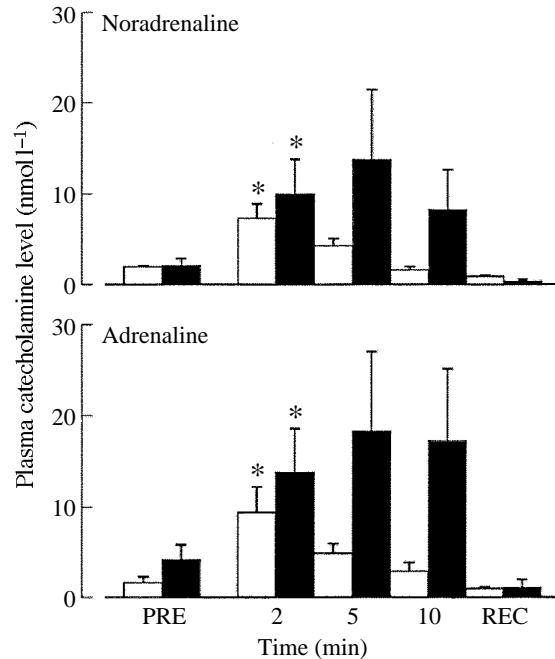 Plasma catecholamine level (nmol l⁻¹)
30
Noradrenaline
20
*
*
10
0
30
Adrenaline
20
*
*
10
0
PRE 2 5 10 REC
Time (min)